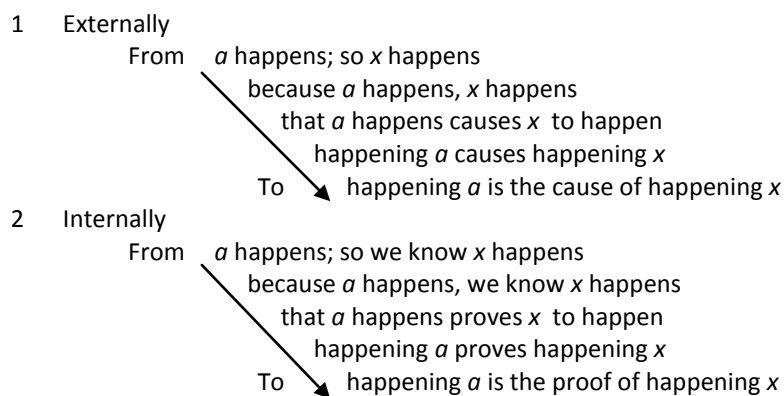 1 Externally
From a happens; so x happens
because a happens, x happens
that a happens causes x to happen
happening a causes happening x
To happening a is the cause of happening x
2 Internally
From a happens; so we know x happens
because a happens, we know x happens
that a happens proves x to happen
happening a proves happening x
To happening a is the proof of happening x